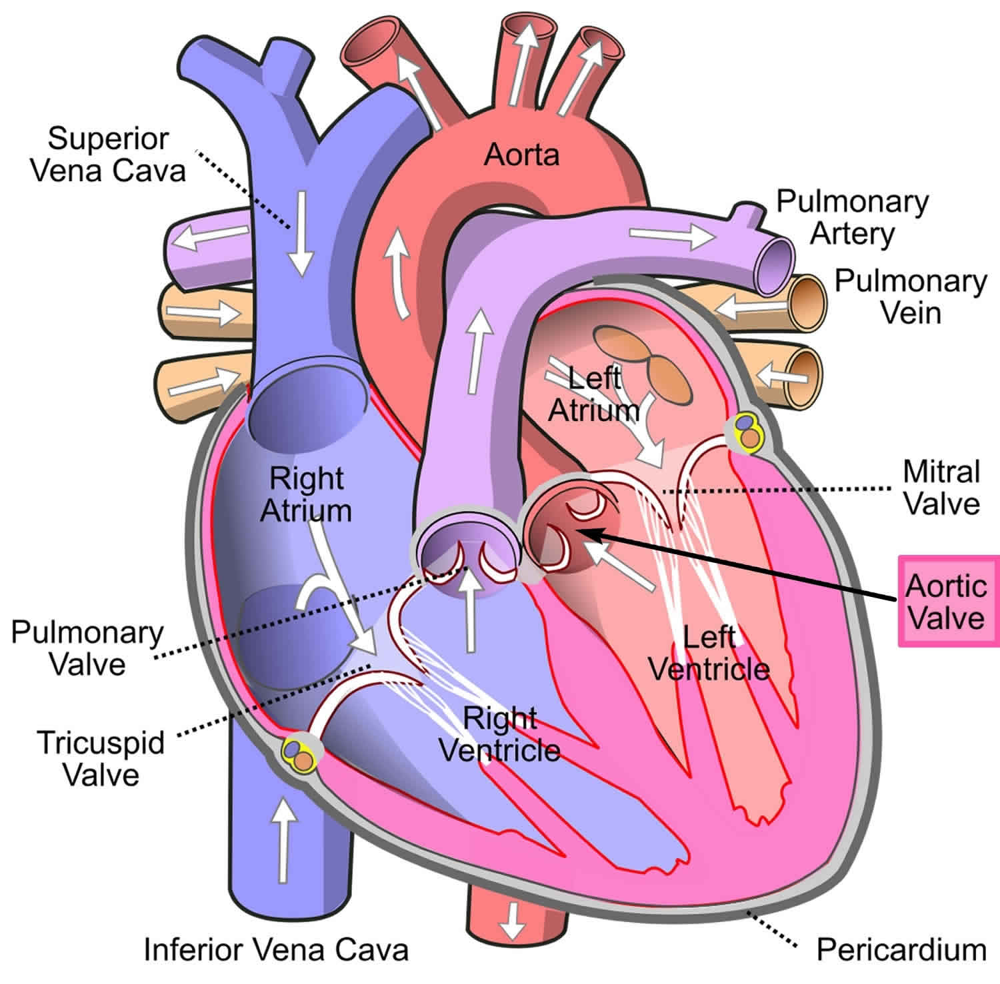 Superior
Vena Cava
Aorta
Pulmonary
Artery
Pulmonary
Vein
Left
Atrium
Right
Atrium
Mitral
Valve
Aortic
Valve
Pulmonary
Valve
Left
Ventricle
Right
Ventricle
Tricuspid
Valve
Inferior Vena Cava
Pericardium